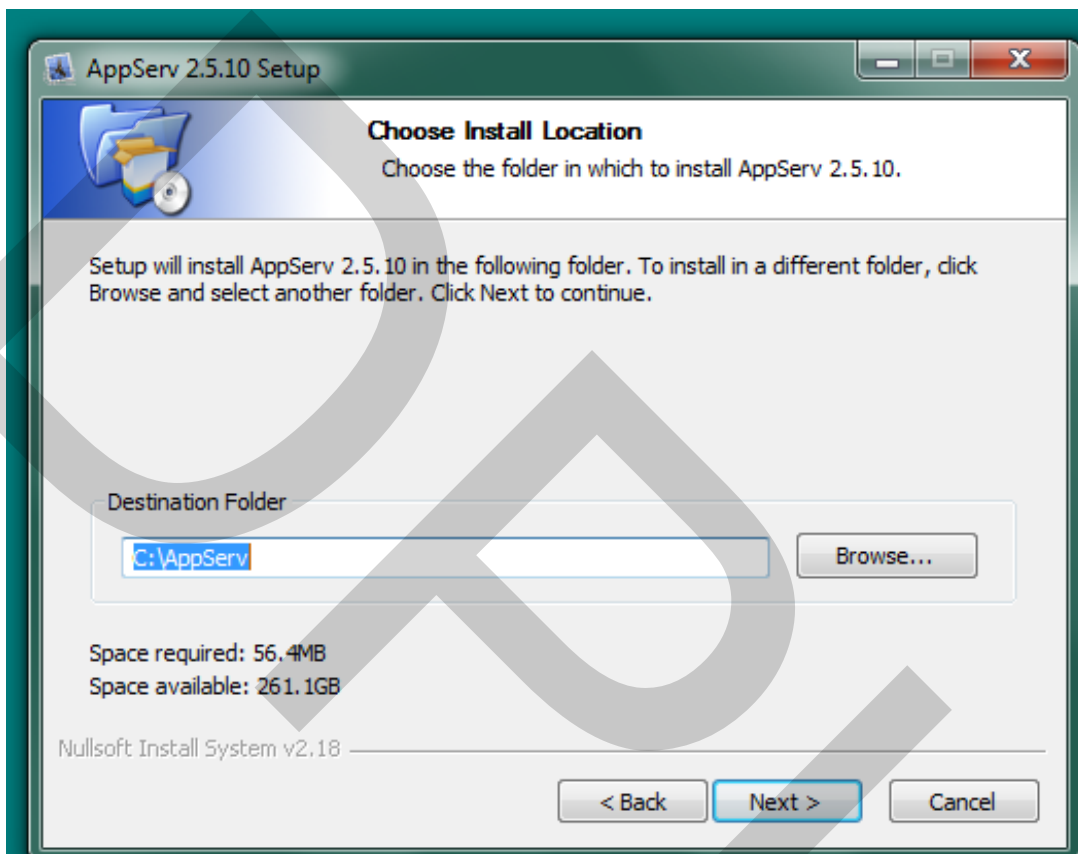 AppServ 2.5.10 Setup
Choose Install Location
Choose the folder in which to install AppServ 2.5.10.
Setup will install AppServ 2.5.10 in the following folder. To install in a different folder, click
Browse and select another folder. Click Next to continue.
Destination Folder
C:\AppServ
Browse...
Space required: 56.4MB
Space available: 261.1GB
Nullsoft Install System v2.18
< Back
Next >
Cancel